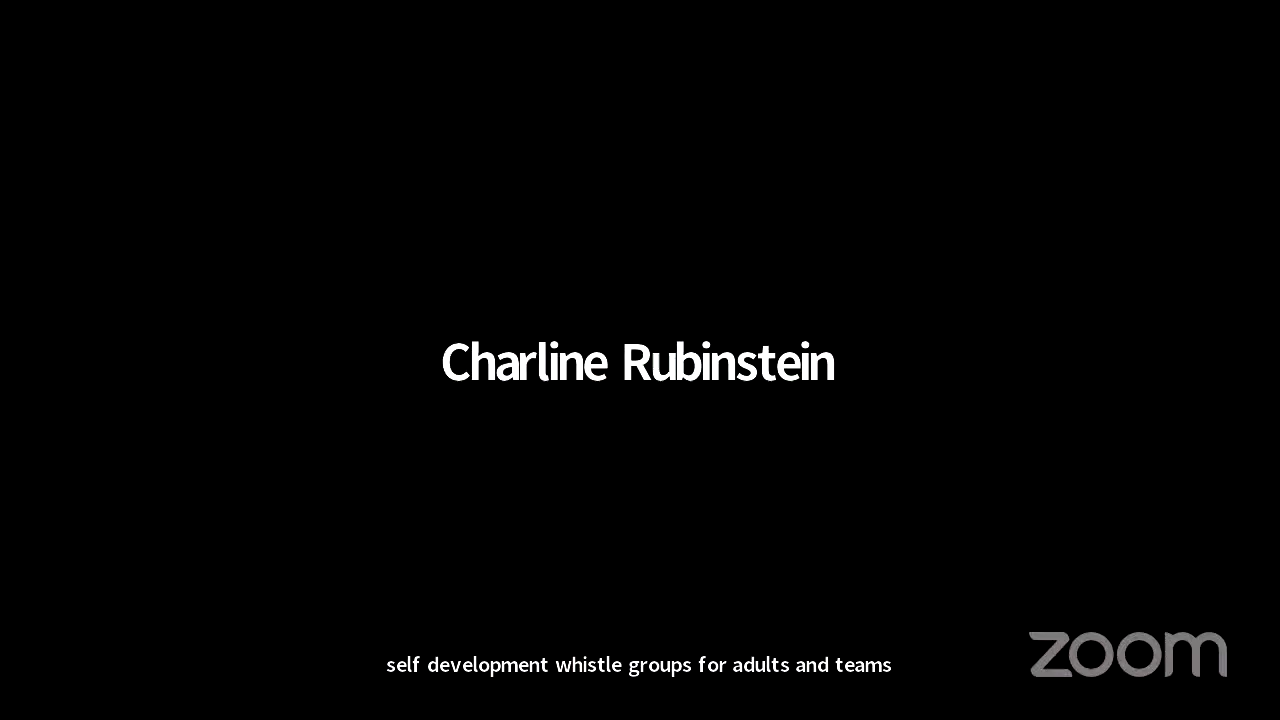 Charline Rubinstein
self development whistle groups for adults and teams
zoom